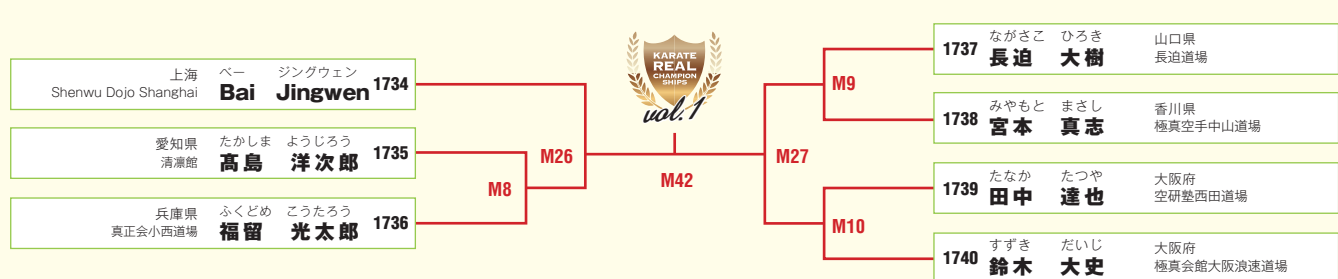 上海
Shenwu Dojo Shanghai
べー ジングウェン
Bai Jingwen
1734
愛知県
清凛館
たかしま ようじろう
髙島 洋次郎
1735
兵庫県
真正会小西道場
ふくどめ こうたろう
福留 光太郎
1736
M8
M26
KARATE
REAL
CHAMPION
SHIPS
vol.1
M42
M27
M9
M10
1737
ながさこ ひろき
長迫 大樹
山口県
長迫道場
1738
みやもと まさし
宮本 真志
香川県
極真空手中山道場
1739
たなか たつや
田中 達也
大阪府
空研塾西田道場
1740
すずき だいじ
鈴木 大史
大阪府
極真会館大阪浪速道場